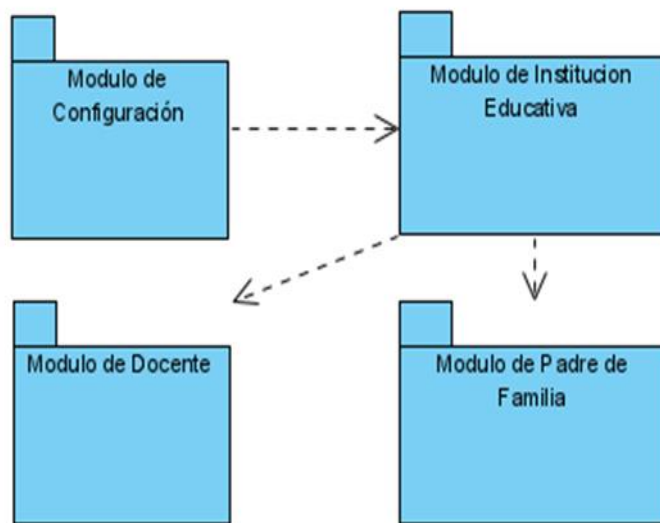 Modulo de
Configuración
Modulo de Institucion
Educativa
Modulo de Docente
Modulo de Padre de
Familia